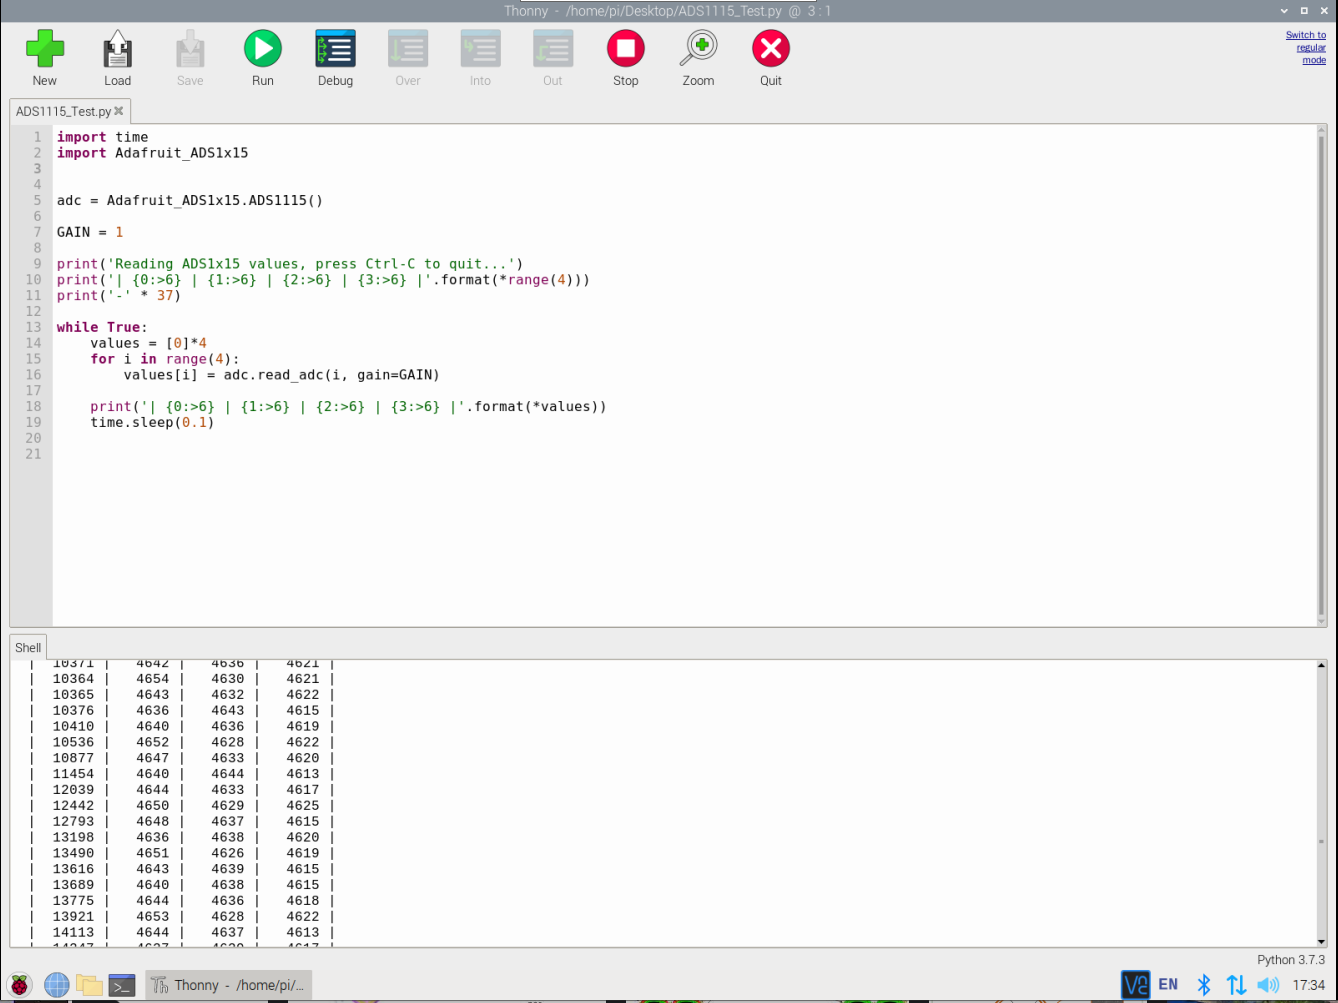 Thonny - /home/pi/Desktop/ADS1115_Test.py @ 3 : 1
New
Load
Save
Run
Debug
Over
Into
Out
Stop
Zoom
Quit
Switch to
regular
mode
ADS1115_Test.py
1 import time
2 import Adafruit_ADS1x15
3
4
5 adc = Adafruit_ADS1x15.ADS1115()
6
7 GAIN = 1
8
9 print('Reading ADS1x15 values, press Ctrl-C to quit...')
10 print('| {0:>6} | {1:>6} | {2:>6} | {3:>6} |'.format(*range(4)))
11 print('-' * 37)
12
13 while True:
14     values = [0]*4
15     for i in range(4):
16         values[i] = adc.read_adc(i, gain=GAIN)
17
18     print('| {0:>6} | {1:>6} | {2:>6} | {3:>6} |'.format(*values))
19     time.sleep(0.1)
20
21
Shell
|  10371 |   4642 |   4636 |   4621 |
|  10364 |   4654 |   4630 |   4621 |
|  10365 |   4643 |   4632 |   4622 |
|  10376 |   4636 |   4643 |   4615 |
|  10410 |   4640 |   4636 |   4619 |
|  10536 |   4652 |   4628 |   4622 |
|  10877 |   4647 |   4633 |   4620 |
|  11454 |   4640 |   4644 |   4613 |
|  12039 |   4644 |   4633 |   4617 |
|  12442 |   4650 |   4629 |   4625 |
|  12793 |   4648 |   4637 |   4615 |
|  13198 |   4636 |   4638 |   4620 |
|  13490 |   4651 |   4626 |   4619 |
|  13616 |   4643 |   4639 |   4615 |
|  13689 |   4640 |   4638 |   4615 |
|  13775 |   4644 |   4636 |   4618 |
|  13921 |   4653 |   4628 |   4622 |
|  14113 |   4644 |   4637 |   4613 |
Python 3.7.3
Thonny - /home/pi/...
EN
17:34